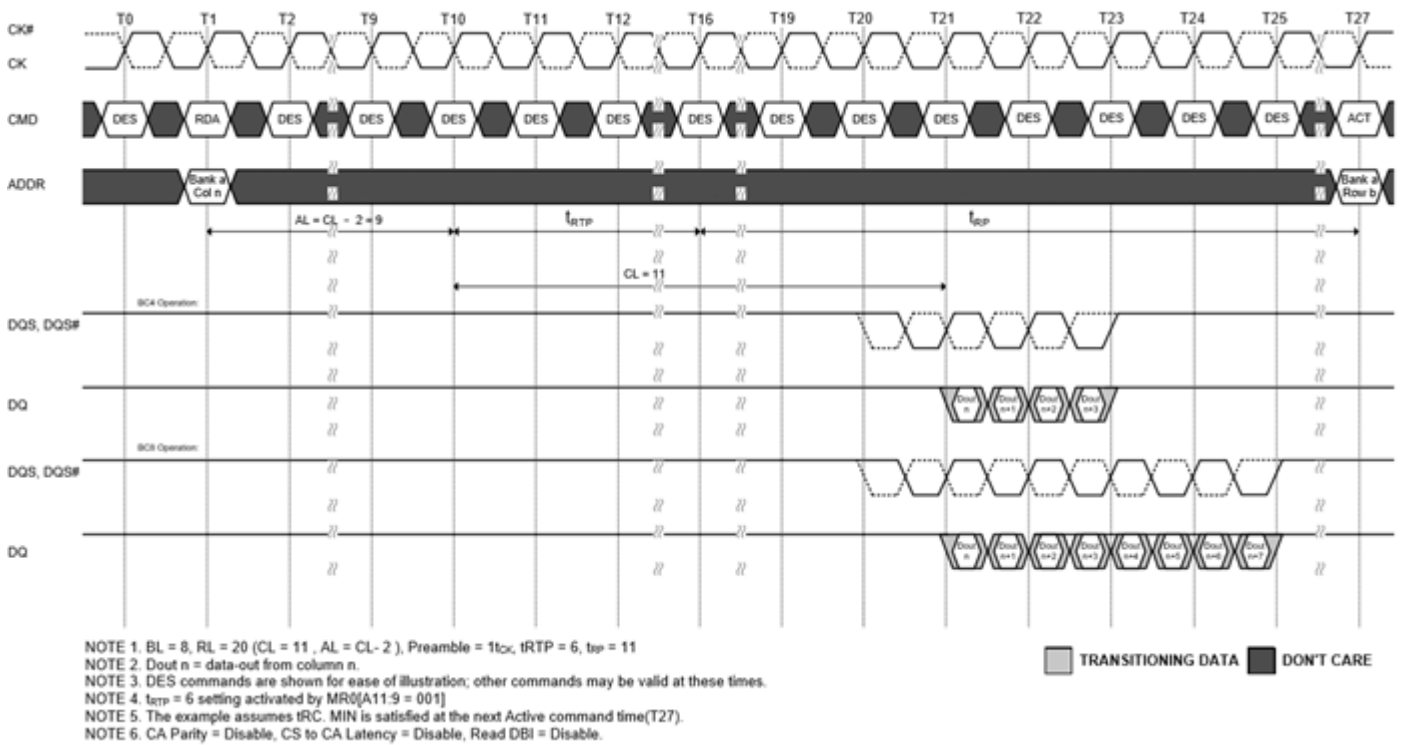 T0 T1 T2 T9 T10 T11 T12 T16 T19 T20 T21 T22 T23 T24 T25 T27
CK#
CK
CMD DES RDA DES DES DES DES DES DES DES DES DES DES DES DES DES ACT
ADDR
Bank a
Col n
Bank a
Row b
AL = CL - 2 = 9
tRTP
tRP
CL = 11
BC4 Operation:
DQS, DQS#
DQ
Dout n
Dout n+1
Dout n+2
Dout n+3
BC8 Operation:
DQS, DQS#
DQ
Dout n
Dout n+1
Dout n+2
Dout n+3
Dout n+4
Dout n+5
Dout n+6
Dout n+7
NOTE 1. BL = 8, RL = 20 (CL = 11 , AL = CL- 2 ), Preamble = 1tCK, tRTP = 6, tRP = 11
NOTE 2. Dout n = data-out from column n.
NOTE 3. DES commands are shown for ease of illustration; other commands may be valid at these times.
NOTE 4. tRTP = 6 setting activated by MR0[A11:9 = 001]
NOTE 5. The example assumes tRC. MIN is satisfied at the next Active command time(T27).
NOTE 6. CA Parity = Disable, CS to CA Latency = Disable, Read DBI = Disable.
TRANSITIONING DATA
DON'T CARE